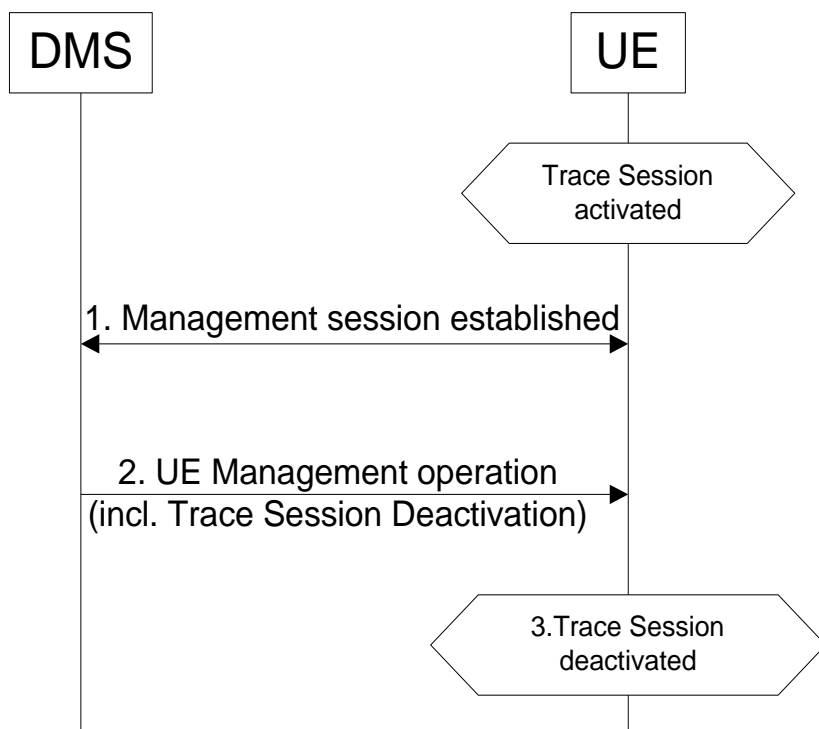 DMS
UE
Trace Session
activated
1. Management session established
2. UE Management operation
(incl. Trace Session Deactivation)
3.Trace Session
deactivated